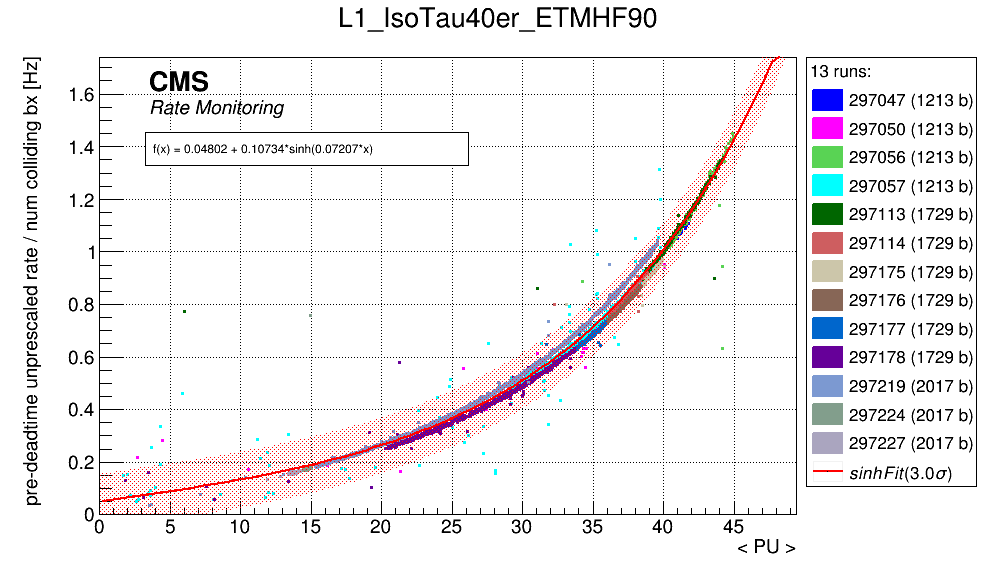 L1_IsoTau40er_ETMHF90
pre-deadtime unprescaled rate / num colliding bx [Hz]
CMS
Rate Monitoring
f(x) = 0.04802 + 0.10734*sinh(0.07207*x)
1.6
1.4
1.2
1
0.8
0.6
0.4
0.2
0
0 5 10 15 20 25 30 35 40 45
< PU >
13 runs:
297047 (1213 b)
297050 (1213 b)
297056 (1213 b)
297057 (1213 b)
297113 (1729 b)
297114 (1729 b)
297175 (1729 b)
297176 (1729 b)
297177 (1729 b)
297178 (1729 b)
297219 (2017 b)
297224 (2017 b)
297227 (2017 b)
sinhFit(3.0σ)